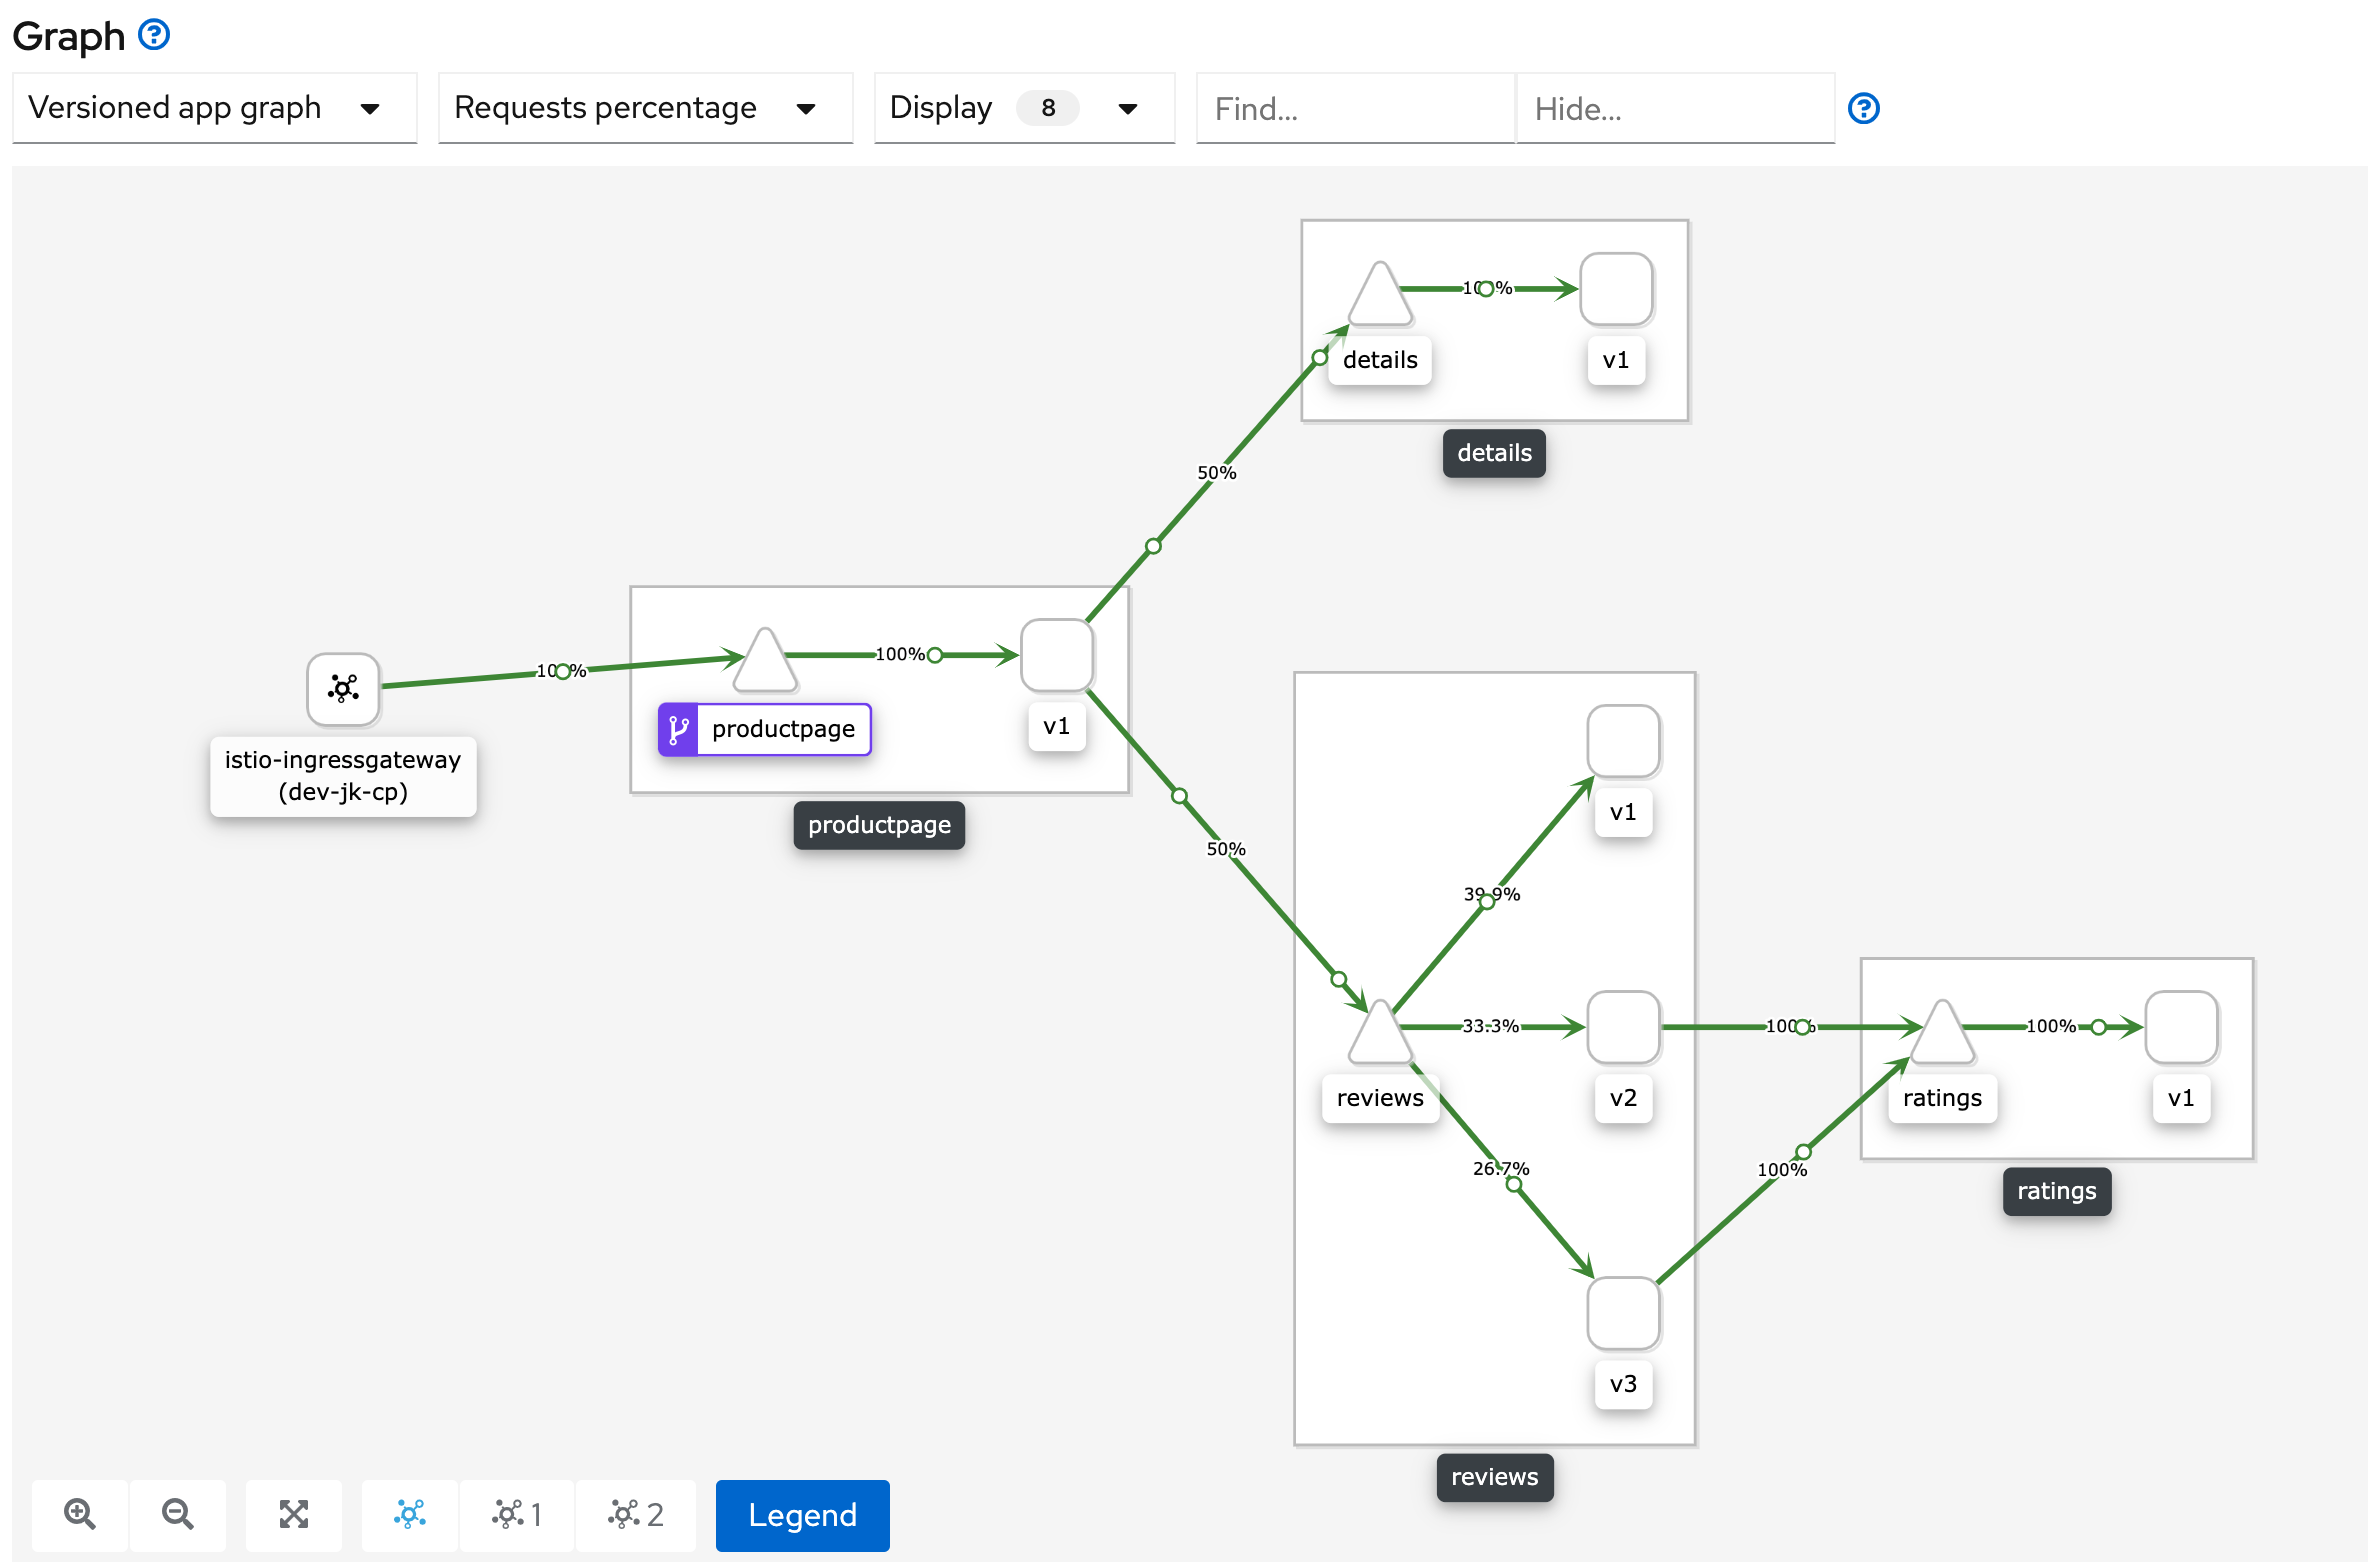 Graph
Versioned app graph
Requests percentage
Display 8
Find...
Hide...
100%
details
v1
details
50%
100%
100%
istio-ingressgateway
(dev-jk-cp)
productpage
v1
productpage
50%
39.9%
v1
33.3%
reviews
v2
26.7%
v3
reviews
100%
100%
100%
ratings
v1
ratings
1
2
Legend